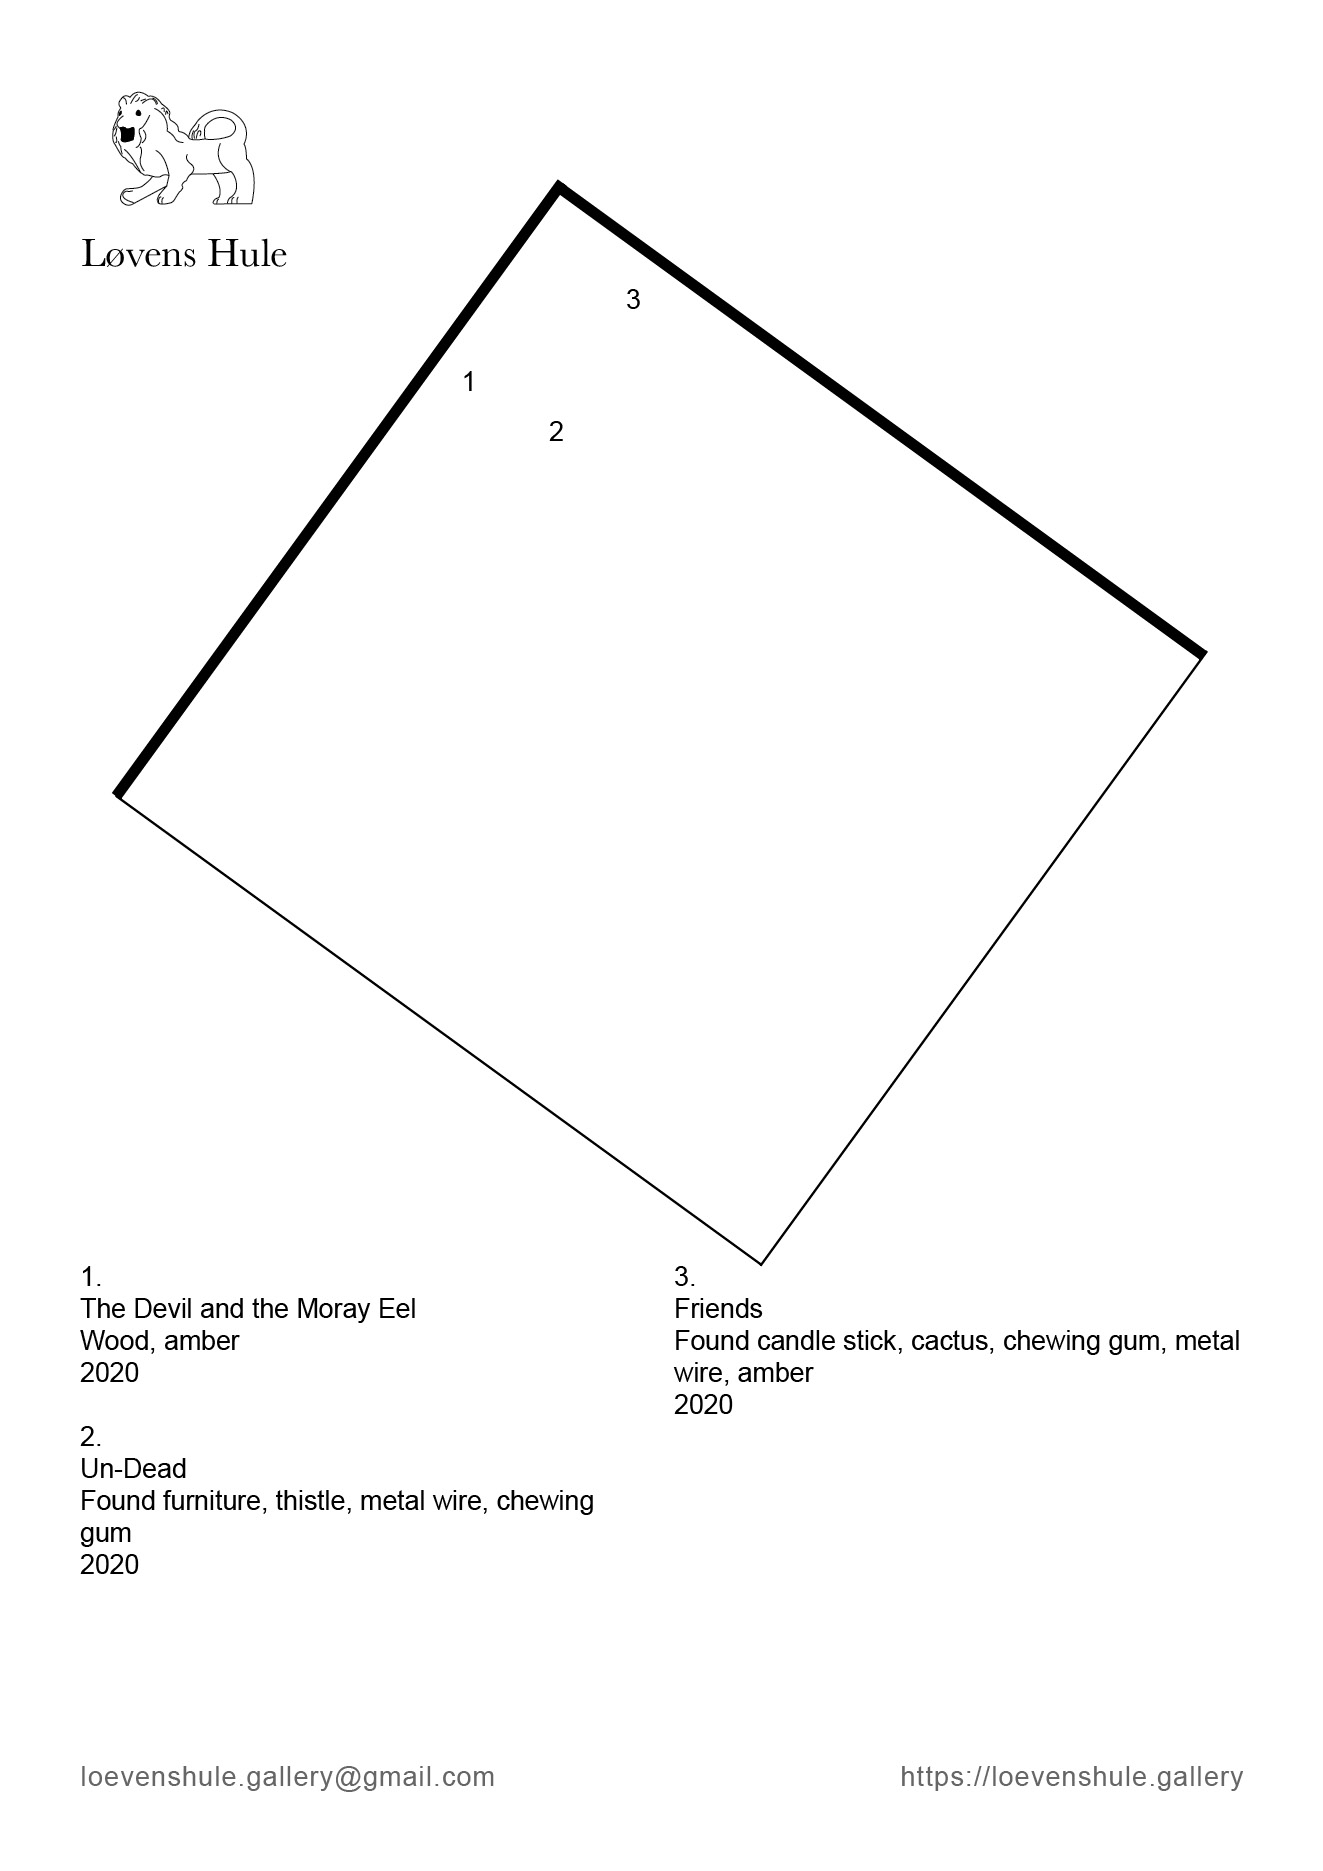 Løvens Hule
3
1
2
1.
The Devil and the Moray Eel
Wood, amber
2020
2.
Un-Dead
Found furniture, thistle, metal wire, chewing
gum
2020
3.
Friends
Found candle stick, cactus, chewing gum, metal
wire, amber
2020
loevenshule.gallery@gmail.com
https://loevenshule.gallery